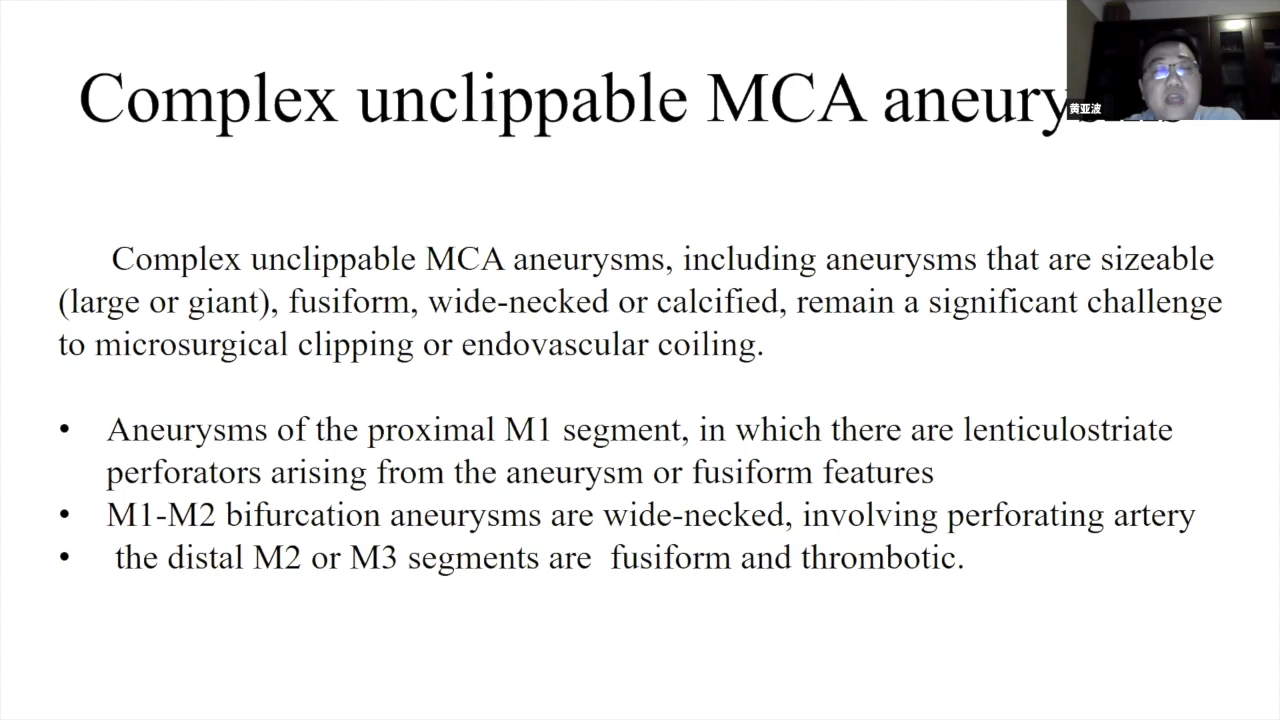 Complex unclippable MCA
黄亚波
Complex unclippable MCA aneurysms, including aneurysms that are sizeable
(large or giant), fusiform, wide-necked or calcified, remain a significant challenge
to microsurgical clipping or endovascular coiling.
• Aneurysms of the proximal M1 segment, in which there are lenticulostriate
perforators arising from the aneurysm or fusiform features
• M1-M2 bifurcation aneurysms are wide-necked, involving perforating artery
• the distal M2 or M3 segments are fusiform and thrombotic.